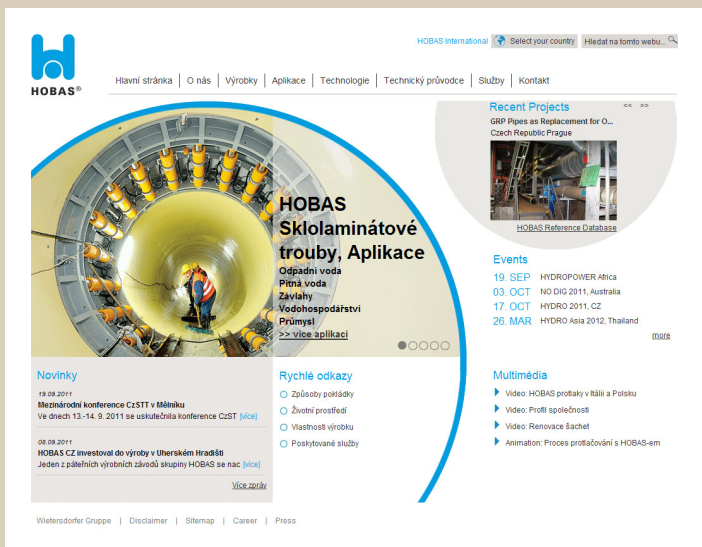 HOBAS International
Select your country
Hledat na tomto webu...
HOBAS®
Hlavní stránka | O nás | Výrobky | Aplikace | Technologie | Technický průvodce | Služby | Kontakt
HOBAS
Sklolaminátové
trouby, Aplikace
Odpadní voda
Pitná voda
Závlahy
Vodohospodářství
Průmysl
>> více aplikací
Recent Projects << >>
GRP Pipes as Replacement for O...
Czech Republic Prague
HOBAS Reference Database
Events
19. SEP HYDROPOWER Africa
03. OCT NO DIG 2011, Australia
17. OCT HYDRO 2011, CZ
26. MAR HYDRO Asia 2012, Thailand
more
Novinky
19.09.2011
Mezinárodní konference CzSTT v Mělníku
Ve dnech 13.-14. 9. 2011 se uskutečnila konference CzST [více]
08.09.2011
HOBAS CZ investoval do výroby v Uherském Hradišti
Jeden z páteřních výrobních závodů skupiny HOBAS se nac [více]
Více zpráv
Rychlé odkazy
Způsoby pokládky
Životní prostředí
Vlastnosti výrobku
Poskytované služby
Multimédia
Video: HOBAS protlaky v Itálii a Polsku
Video: Profil společnosti
Video: Renovace šachet
Animation: Proces protlačování s HOBAS-em
Wietersdorfer Gruppe | Disclaimer | Sitemap | Career | Press